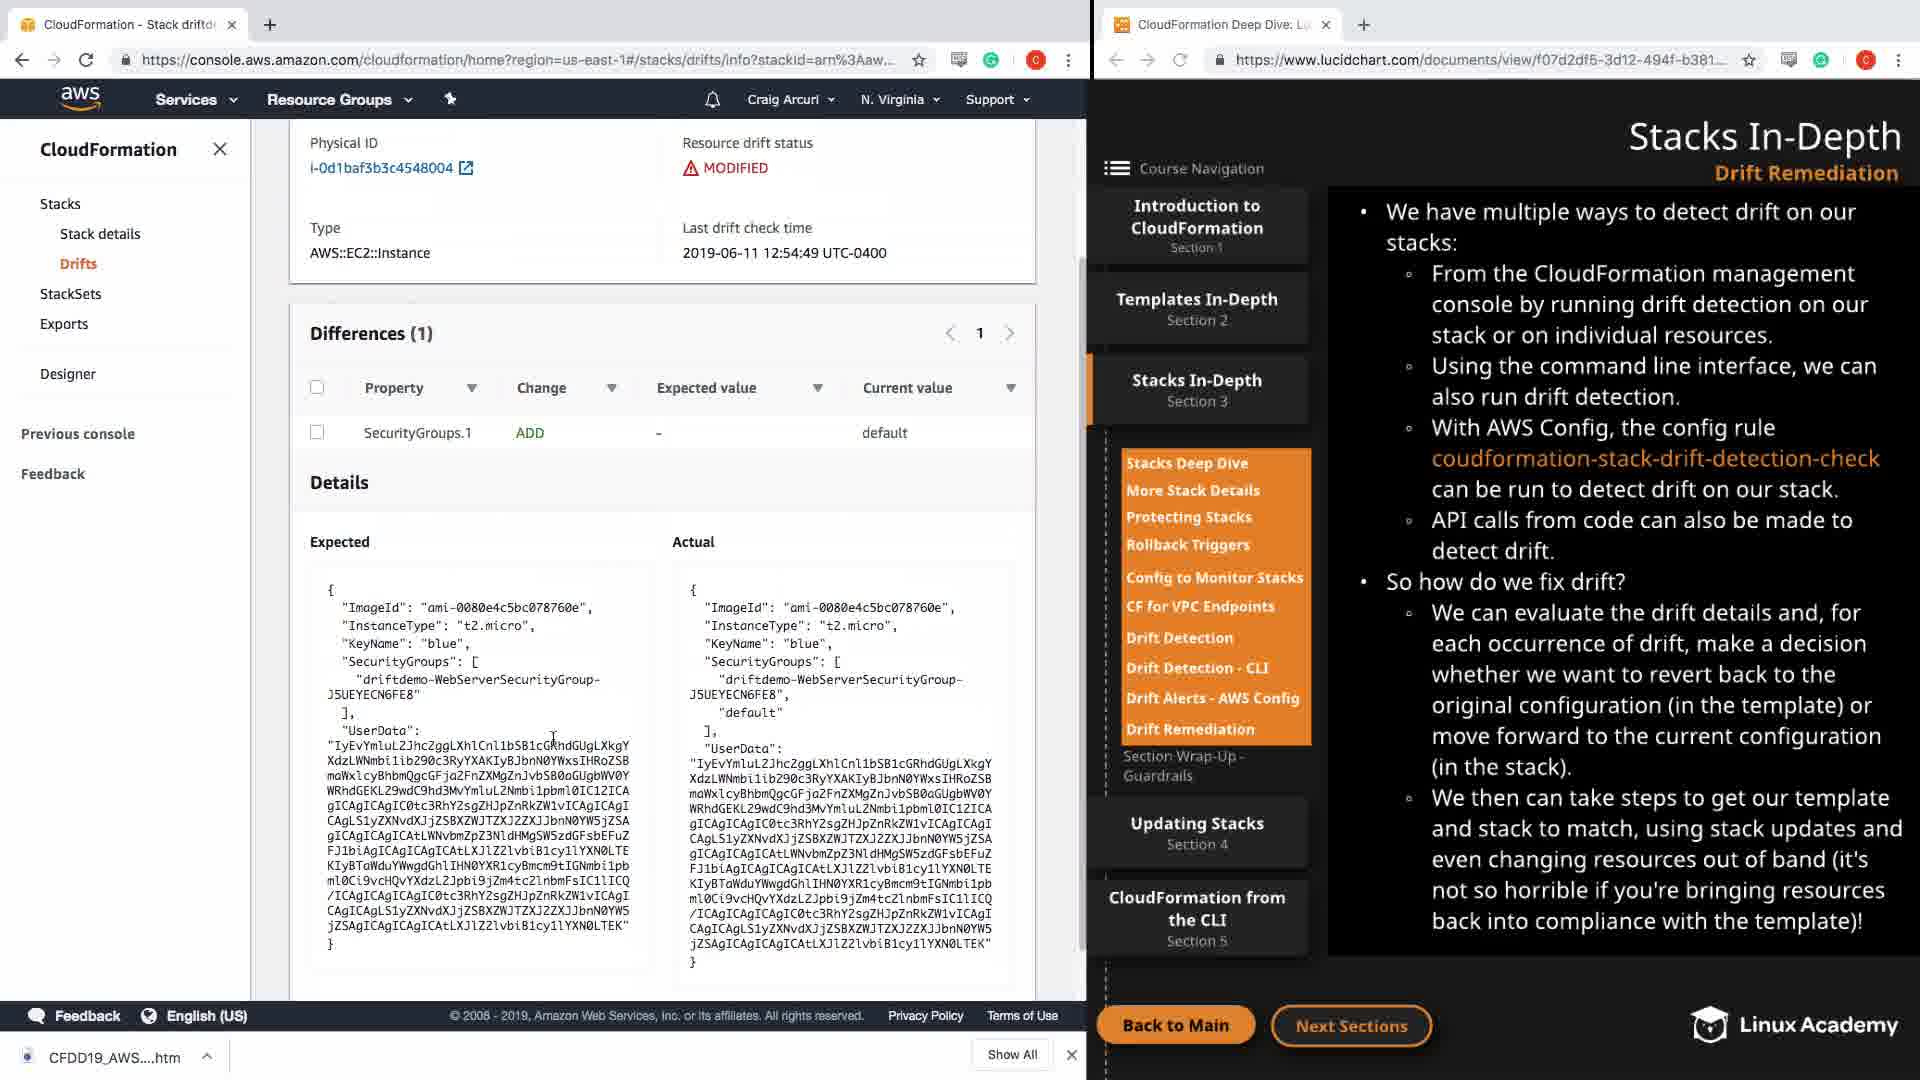 CloudFormation - Stack driftd
https://console.aws.amazon.com/cloudformation/home?region=us-east-1#/stacks/drifts/info?stackid=arn%3Aaw...
C
aws
Services
Resource Groups
Craig Arcuri
N. Virginia
Support
CloudFormation
Stacks
Stack details
Drifts
StackSets
Exports
Designer
Previous console
Feedback
Physical ID
i-0d1baf3b3c4548004
Resource drift status
MODIFIED
Type
AWS::EC2::Instance
Last drift check time
2019-06-11 12:54:49 UTC-0400
Differences (1)
1
Property
Change
Expected value
Current value
SecurityGroups.1
ADD
-
default
Details
Expected
{
"ImageId": "ami-0080e4c5bc078760e",
"InstanceType": "t2.micro",
"KeyName": "blue",
"SecurityGroups": [
"driftdemo-WebServerSecurityGroup-
J5UEYECN6FE8"
],
"UserData":
}
Actual
{
"ImageId": "ami-0080e4c5bc078760e",
"InstanceType": "t2.micro",
"KeyName": "blue",
"SecurityGroups": [
"driftdemo-WebServerSecurityGroup-
J5UEYECN6FE8",
"default"
],
"UserData":
}
Feedback
English (US)
© 2008 - 2019, Amazon Web Services, Inc. or its affiliates. All rights reserved.
Privacy Policy
Terms of Use
CFDD19_AWS....htm
Show All
CloudFormation Deep Dive: Lu
https://www.lucidchart.com/documents/view/f07d2df5-3d12-494f-b381...
C
Stacks In-Depth
Drift Remediation
Course Navigation
Introduction to
CloudFormation
Section 1
Templates In-Depth
Section 2
Stacks In-Depth
Section 3
Stacks Deep Dive
More Stack Details
Protecting Stacks
Rollback Triggers
Config to Monitor Stacks
CF for VPC Endpoints
Drift Detection
Drift Detection - CLI
Drift Alerts - AWS Config
Drift Remediation
Section Wrap-Up -
Guardrails
Updating Stacks
Section 4
CloudFormation from
the CLI
Section 5
• We have multiple ways to detect drift on our
stacks:
◦ From the CloudFormation management
console by running drift detection on our
stack or on individual resources.
◦ Using the command line interface, we can
also run drift detection.
◦ With AWS Config, the config rule
coudformation-stack-drift-detection-check
can be run to detect drift on our stack.
◦ API calls from code can also be made to
detect drift.
• So how do we fix drift?
◦ We can evaluate the drift details and, for
each occurrence of drift, make a decision
whether we want to revert back to the
original configuration (in the template) or
move forward to the current configuration
(in the stack).
◦ We then can take steps to get our template
and stack to match, using stack updates and
even changing resources out of band (it's
not so horrible if you're bringing resources
back into compliance with the template)!
Back to Main
Next Sections
Linux Academy